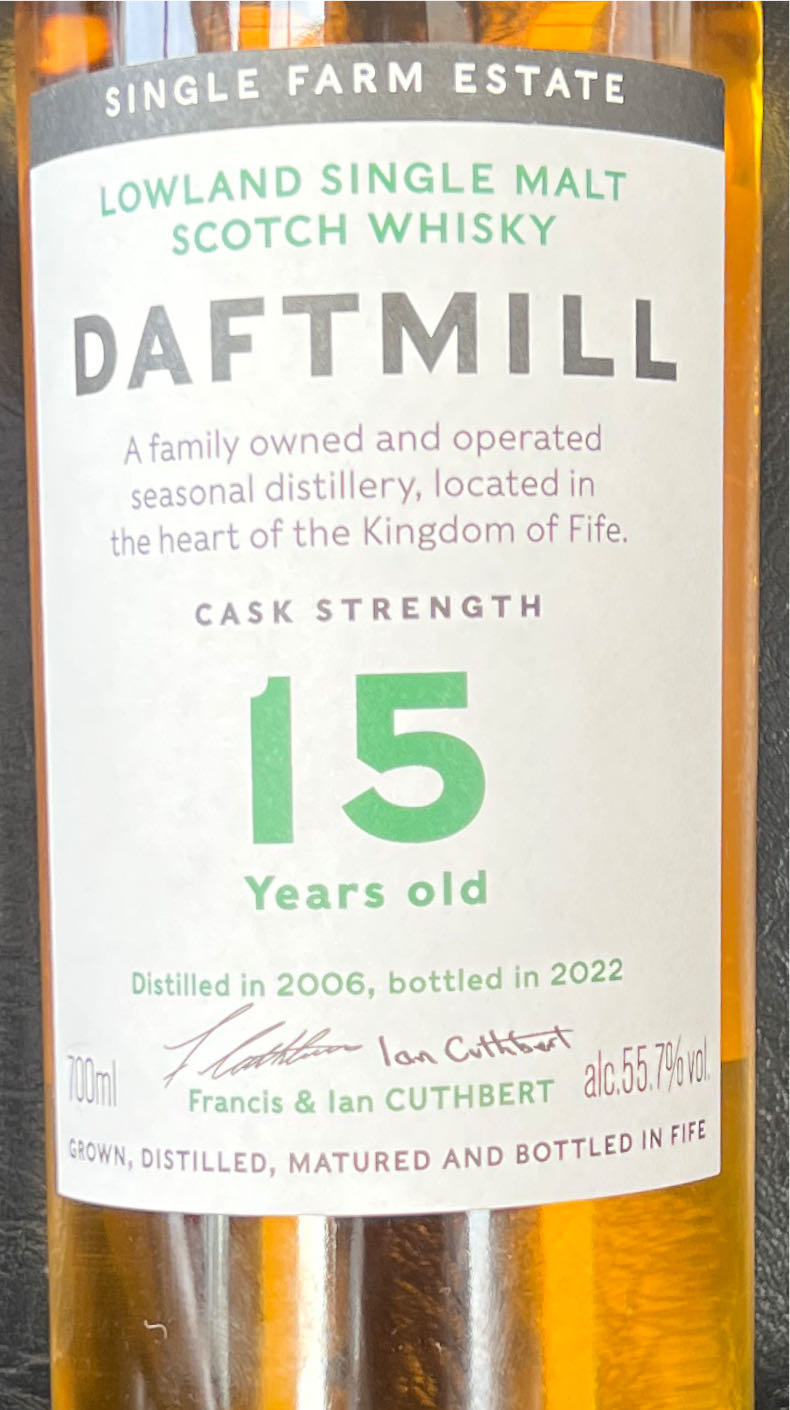 SINGLE FARM ESTATE
LOWLAND SINGLE MALT
SCOTCH WHISKY
DAFTMILL
A family owned and operated
seasonal distillery, located in
the heart of the Kingdom of Fife.
CASK STRENGTH
15
Years old
Distilled in 2006, bottled in 2022
F Cuthbert Ian Cuthbert
700ml Francis & Ian CUTHBERT alc.55.7% vol.
GROWN, DISTILLED, MATURED AND BOTTLED IN FIFE